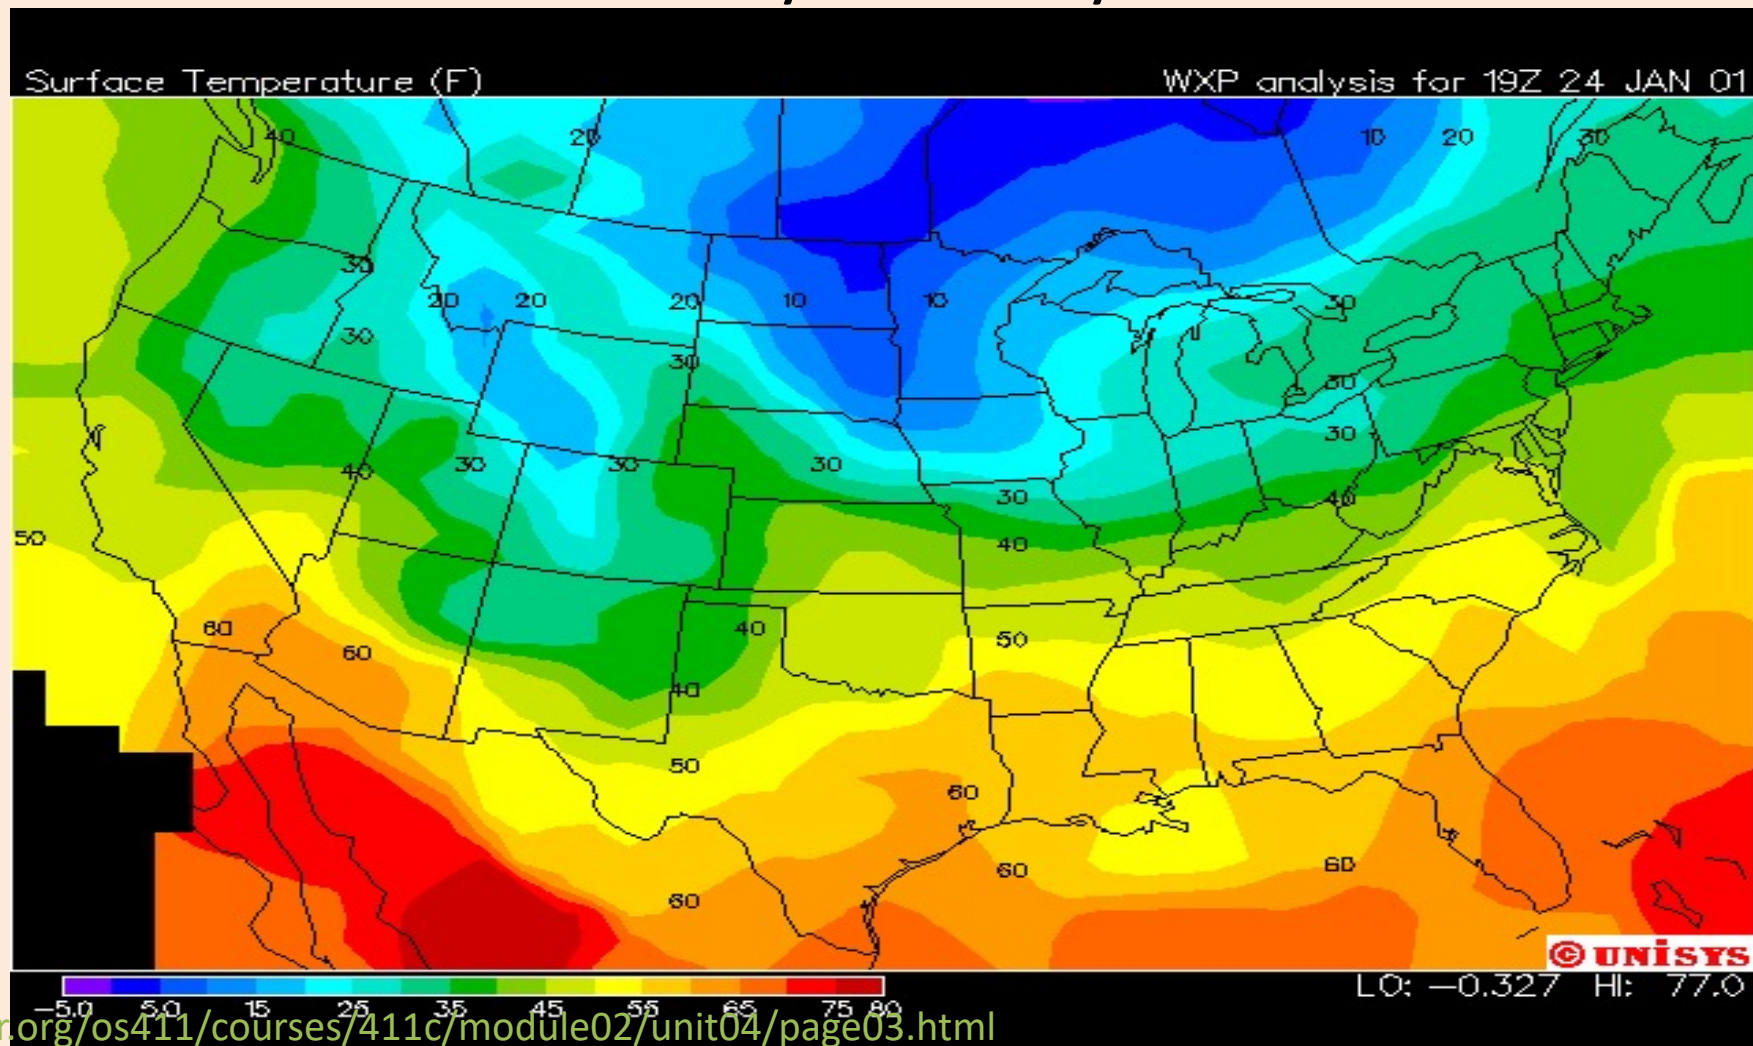 Surface Temperature (F)
WXP analysis for 19Z 24 JAN 01
40 20 10 20 30
30
20 20 20 10 10 30
30 30
30 30
40 30 30 30 30
30 40
50 40
60 60 40 50
40
50
60
60 60
60
© UNISYS
LO: -0.327 HI: 77.0
-5.0 5.0 15 25 35 45 55 65 75 80
r.org/os411/courses/411c/module02/unit04/page03.html